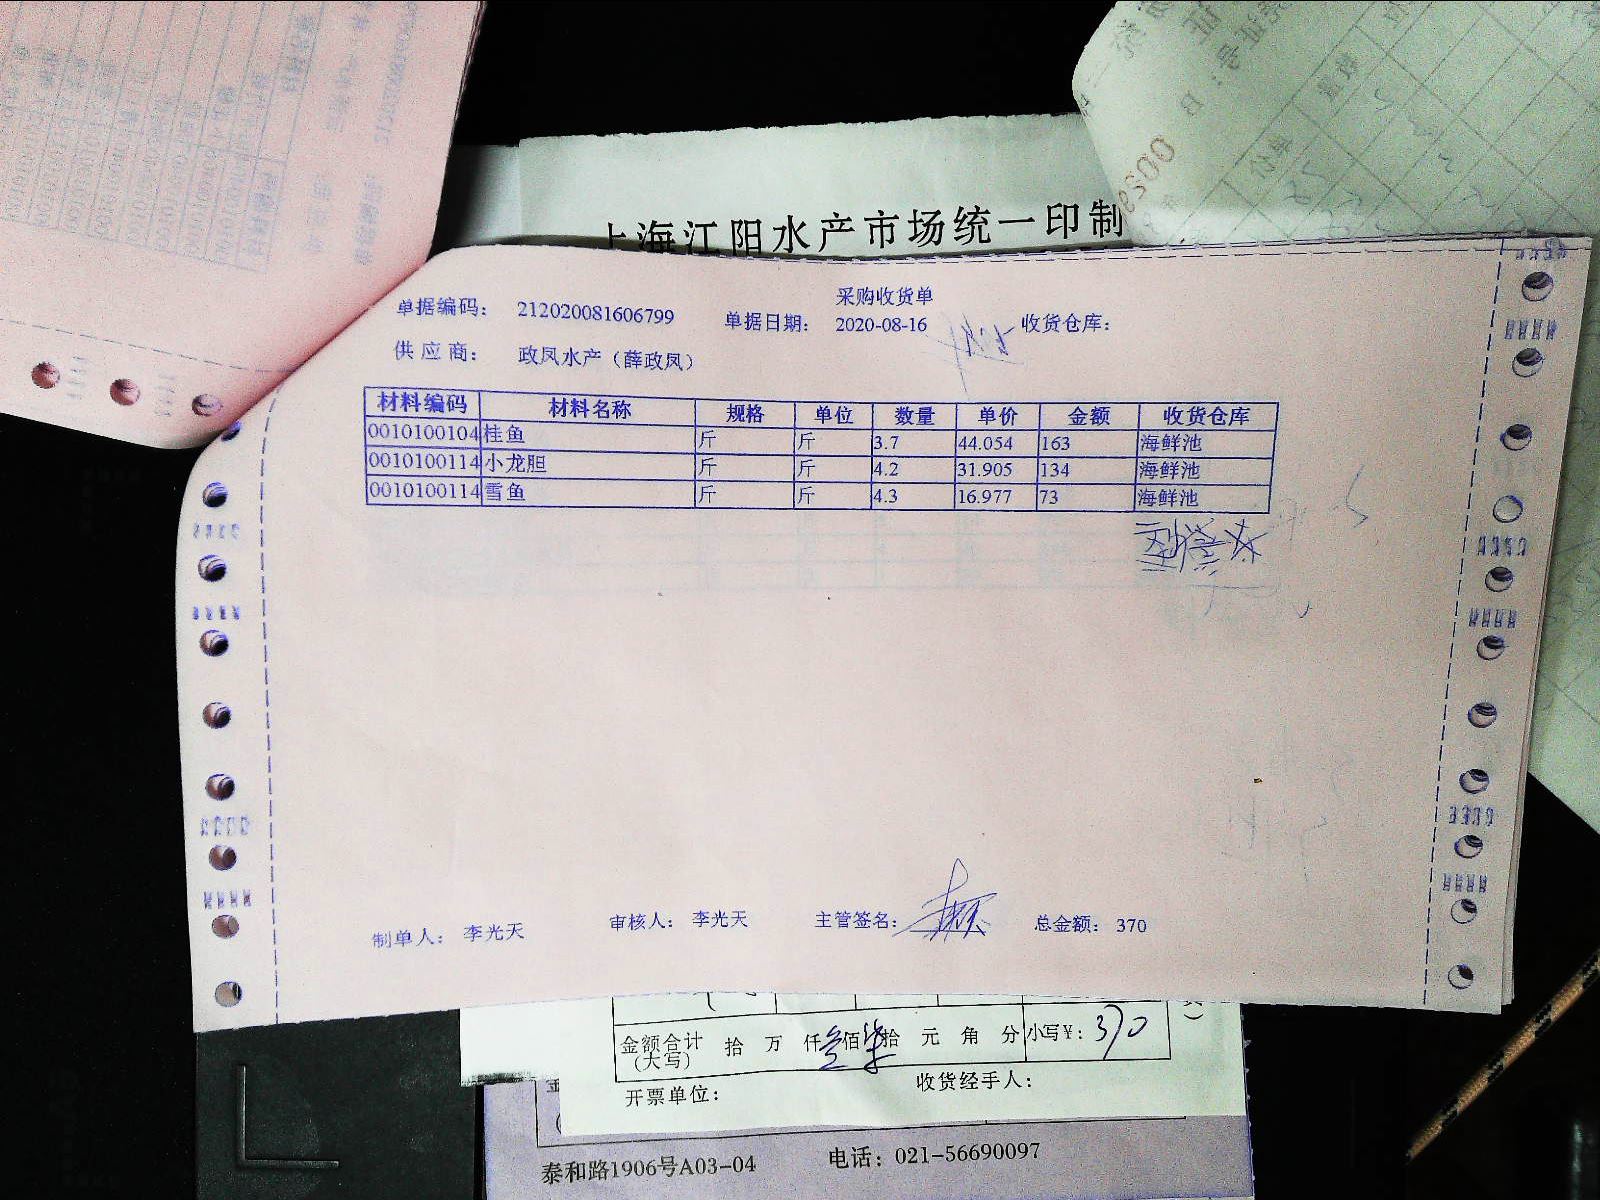 上海江阳水产市场统一印制
采购收货单
单据编码: 212020081606799 单据日期: 2020-08-16 收货仓库:
供应商: 政凤水产（薛政凤）
材料编码 材料名称 规格 单位 数量 单价 金额 收货仓库
0010100104 桂鱼 斤 斤 3.7 44.054 163 海鲜池
0010100114 小龙胆 斤 斤 4.2 31.905 134 海鲜池
0010100114 雪鱼 斤 斤 4.3 16.977 73 海鲜池
制单人: 李光天 审核人: 李光天 主管签名: 总金额: 370
金额合计(大写) 拾 万 仟叁佰柒拾 元 角 分 小写¥: 370
开票单位: 收货经手人:
泰和路1906号A03-04 电话: 021-56690097